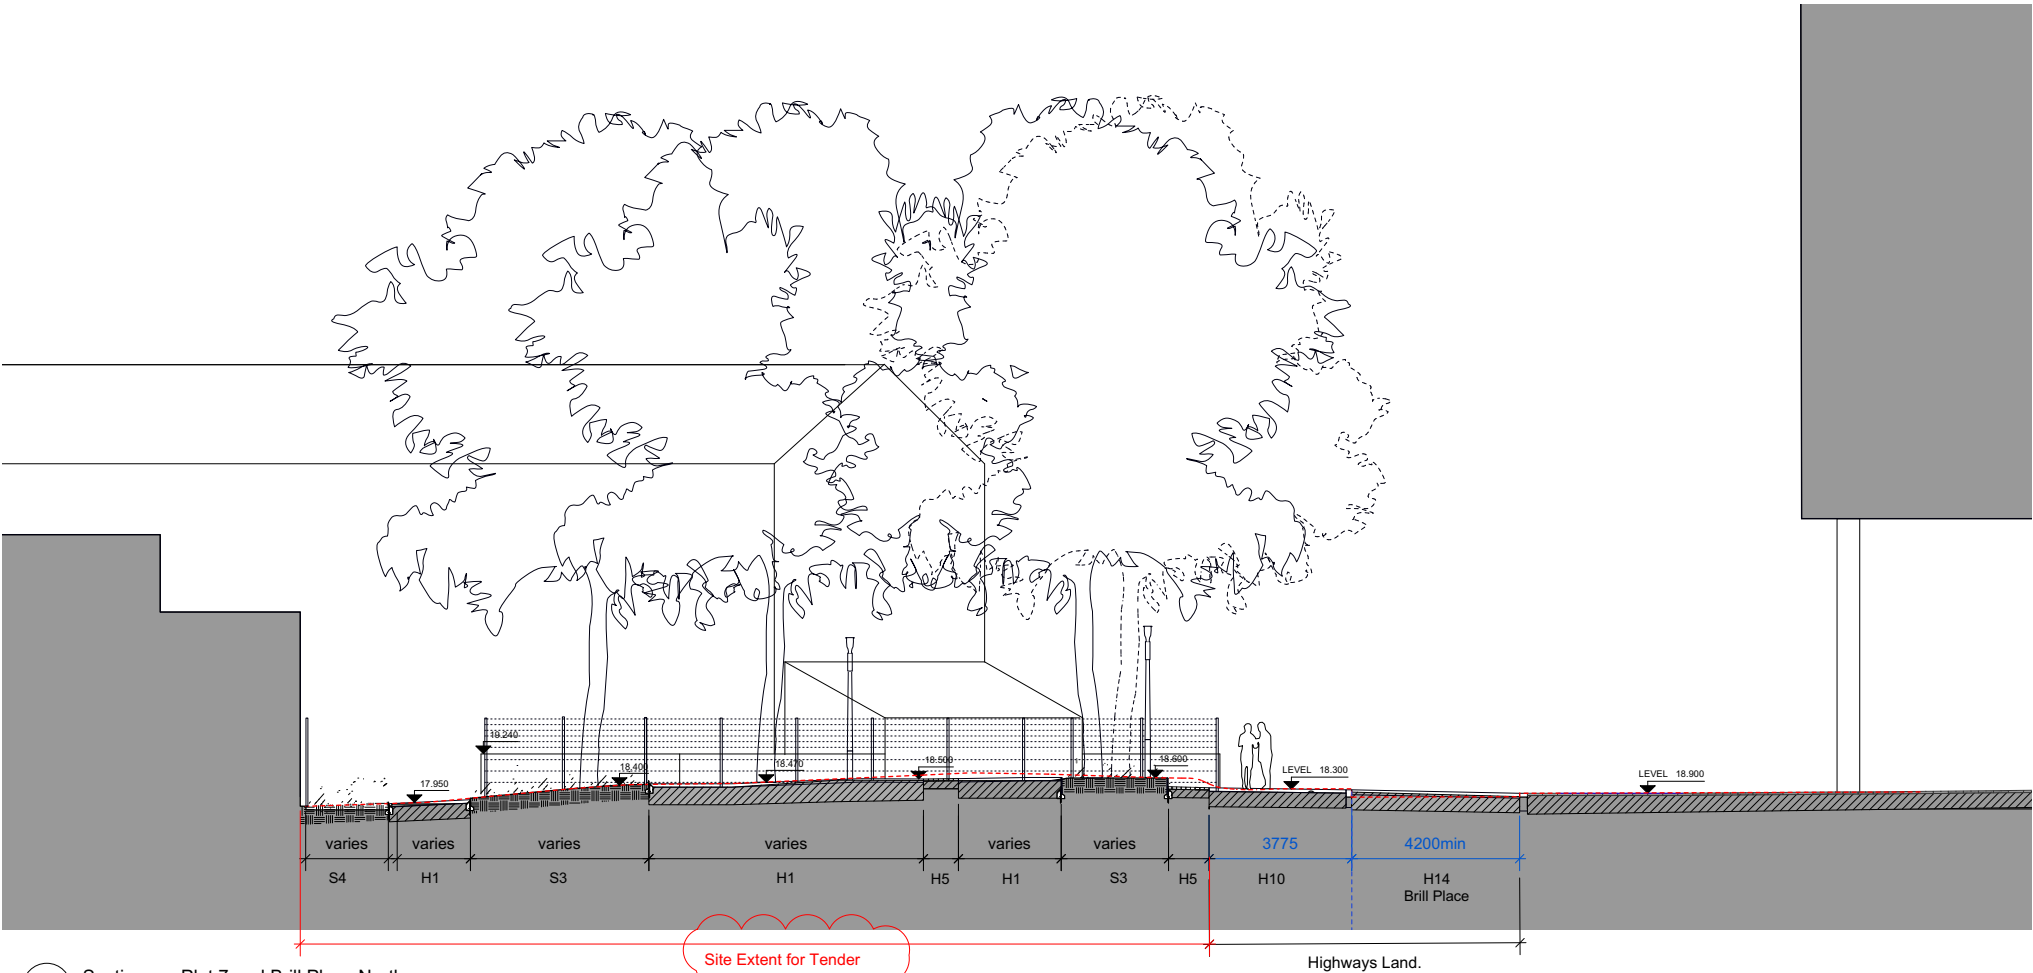 19.240
17.950
18.400
18.470
18.500
18.600
LEVEL 18.300
LEVEL 18.900
varies
varies
varies
varies
varies
varies
3775
4200min
S4
H1
S3
H1
H5
H1
S3
H5
H10
H14
Brill Place
Site Extent for Tender
Highways Land.